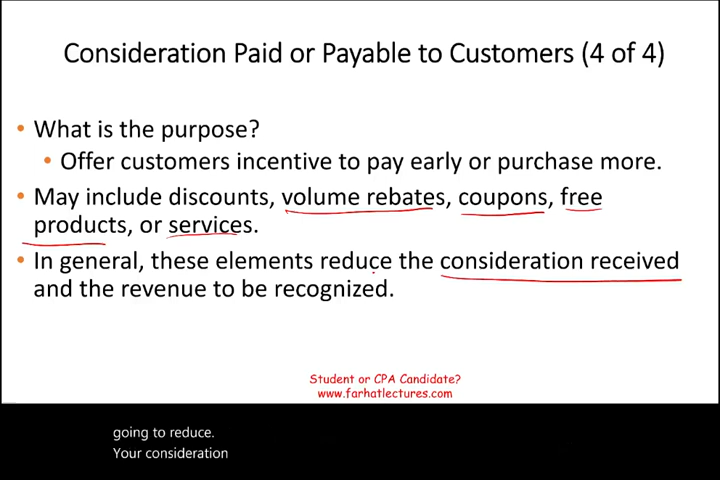 Consideration Paid or Payable to Customers (4 of 4)
• What is the purpose?
• Offer customers incentive to pay early or purchase more.
• May include discounts, volume rebates, coupons, free
products, or services.
• In general, these elements reduce the consideration received
and the revenue to be recognized.
Student or CPA Candidate?
www.farhatlectures.com
going to reduce.
Your consideration